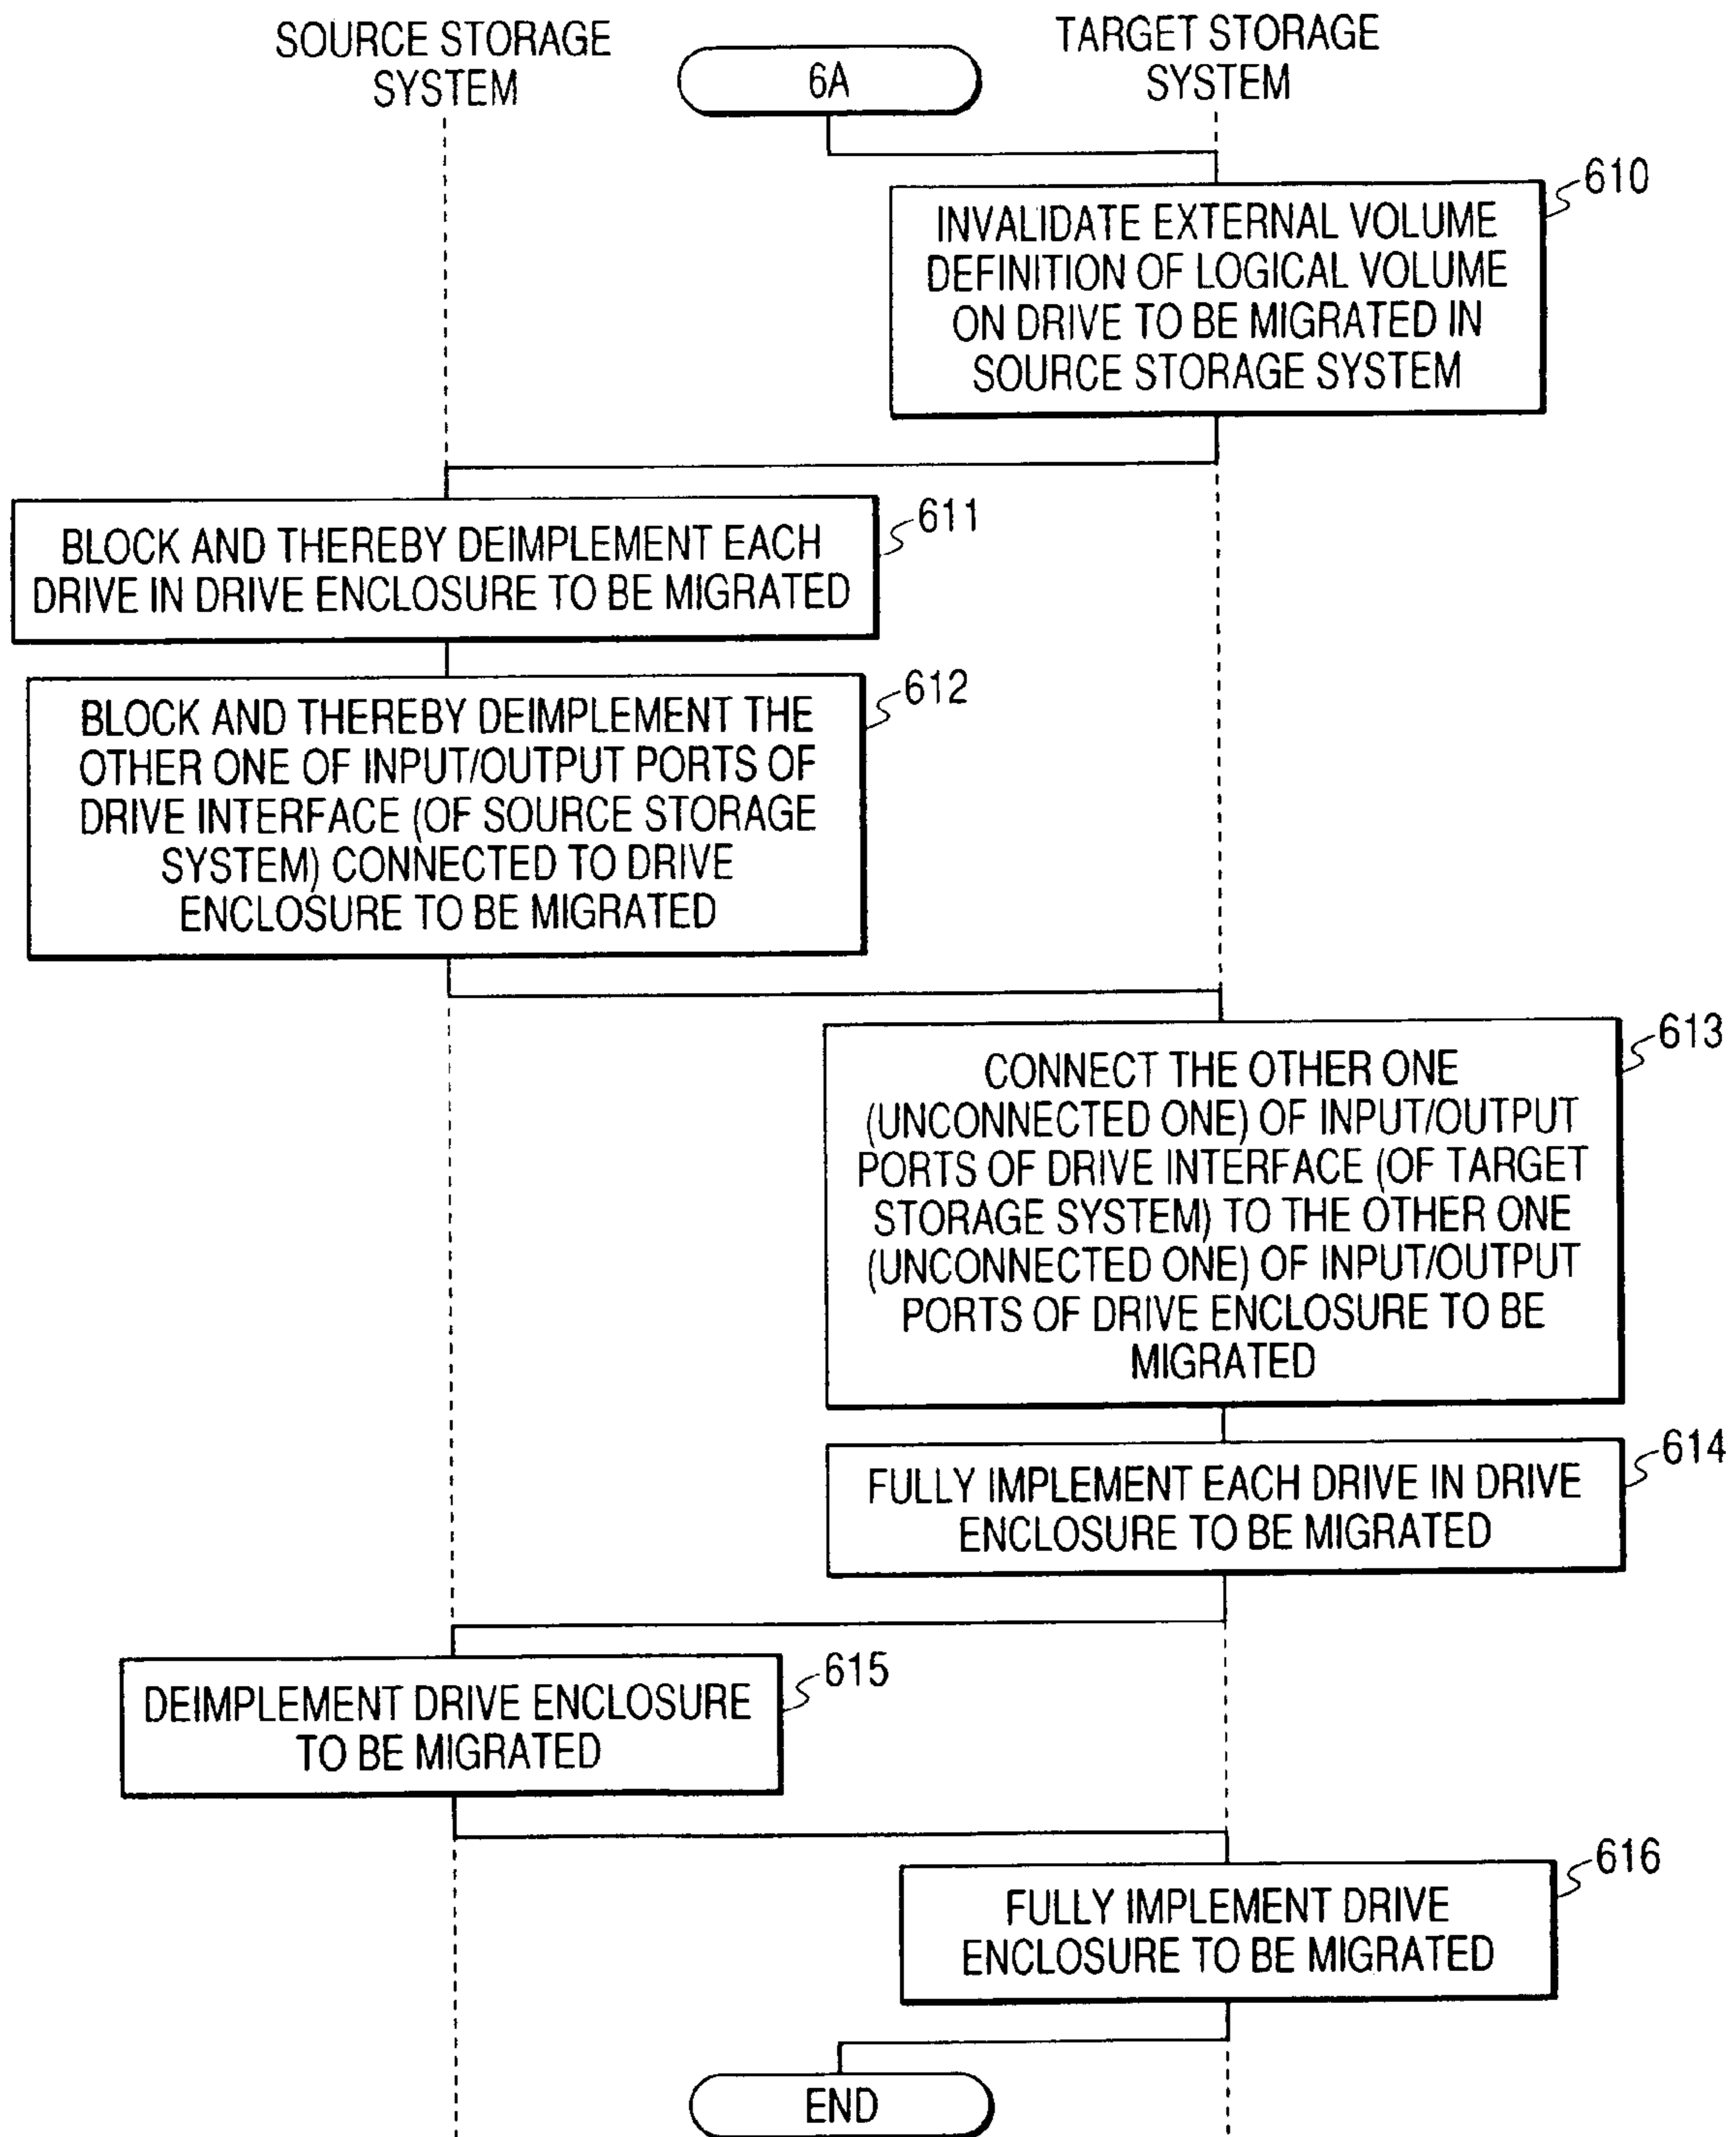 SOURCE STORAGE
SYSTEM
6A
TARGET STORAGE
SYSTEM
610
INVALIDATE EXTERNAL VOLUME
DEFINITION OF LOGICAL VOLUME
ON DRIVE TO BE MIGRATED IN
SOURCE STORAGE SYSTEM
611
BLOCK AND THEREBY DEIMPLEMENT EACH
DRIVE IN DRIVE ENCLOSURE TO BE MIGRATED
612
BLOCK AND THEREBY DEIMPLEMENT THE
OTHER ONE OF INPUT/OUTPUT PORTS OF
DRIVE INTERFACE (OF SOURCE STORAGE
SYSTEM) CONNECTED TO DRIVE
ENCLOSURE TO BE MIGRATED
613
CONNECT THE OTHER ONE
(UNCONNECTED ONE) OF INPUT/OUTPUT
PORTS OF DRIVE INTERFACE (OF TARGET
STORAGE SYSTEM) TO THE OTHER ONE
(UNCONNECTED ONE) OF INPUT/OUTPUT
PORTS OF DRIVE ENCLOSURE TO BE
MIGRATED
614
FULLY IMPLEMENT EACH DRIVE IN DRIVE
ENCLOSURE TO BE MIGRATED
615
DEIMPLEMENT DRIVE ENCLOSURE
TO BE MIGRATED
616
FULLY IMPLEMENT DRIVE
ENCLOSURE TO BE MIGRATED
END